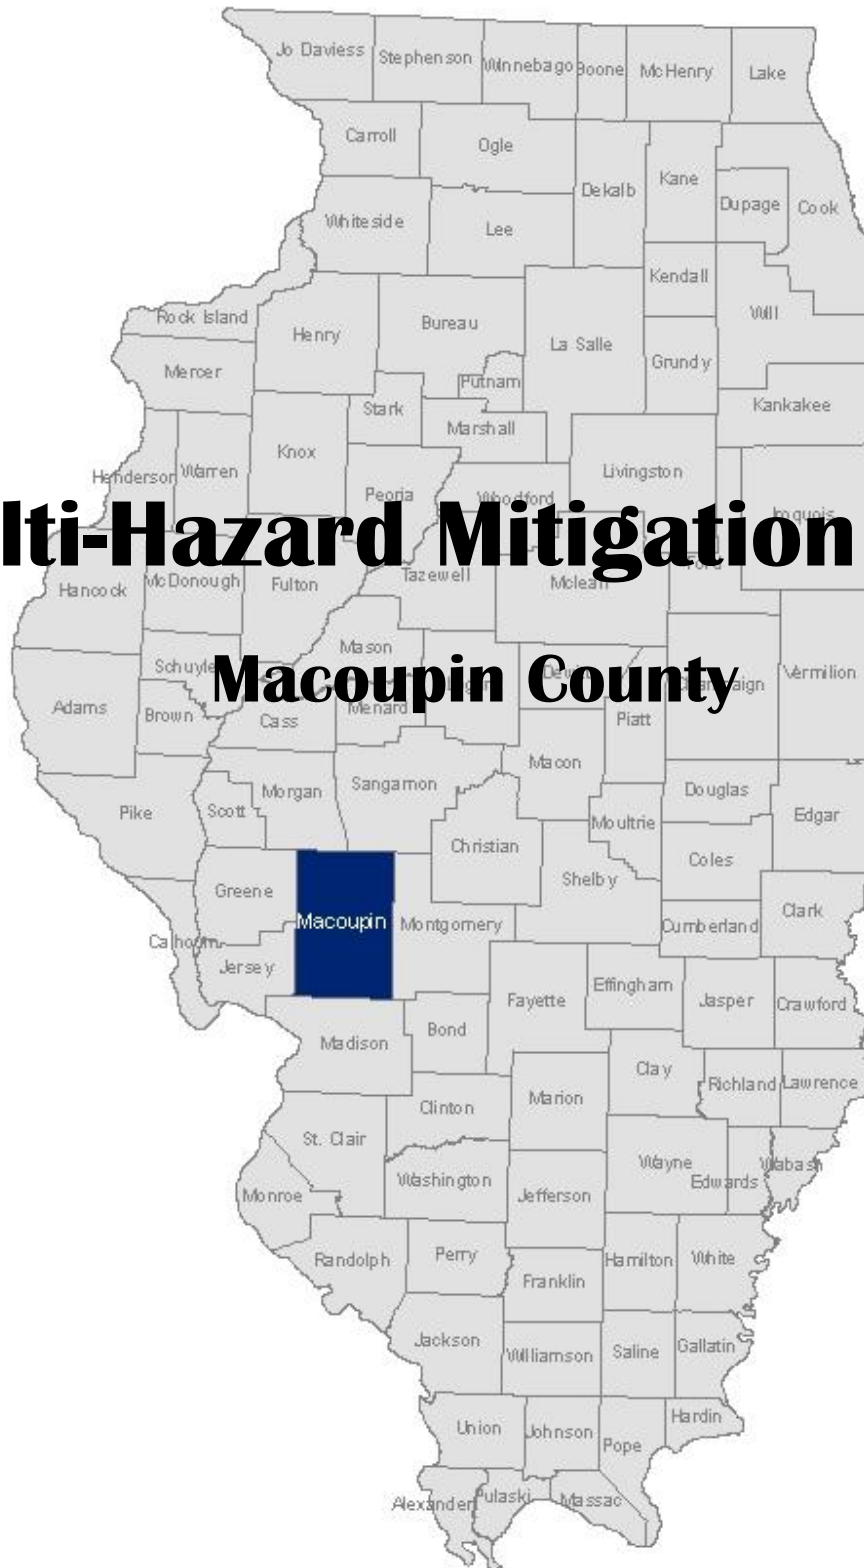 Jo Daviess Stephenson Winnebago Boone McHenry Lake
Carroll Ogle Dekalb Kane Dupage Cook
Whiteside Lee Kendall Will
Rock Island Henry Bureau La Salle Grundy
Mercer Putnam Kankakee
Stark Marshall
Henderson Warren Knox Peoria Woodford Livingston Iroquois
lti-Hazard Mitigation
Hancock McDonough Fulton Tazewell Mclean Ford
Schuyle Mason Vermilion
Macoupin County
Adams Brown Cass Menard Piatt
Macon
Pike Scott Morgan Sangamon Christian Moultrie Douglas Edgar
Shelby Coles
Greene Macoupin Montgomery Cumberland Clark
Calhoun Jersey
Fayette Effingham Jasper Crawford
Madison Bond
Clay Richland Lawrence
Clinton Marion
St. Clair Washington Wayne Edwards Wabash
Monroe Jefferson
Randolph Perry Hamilton White
Franklin
Jackson Williamson Saline Gallatin
Union Johnson Pope Hardin
Alexander Pulaski Massac